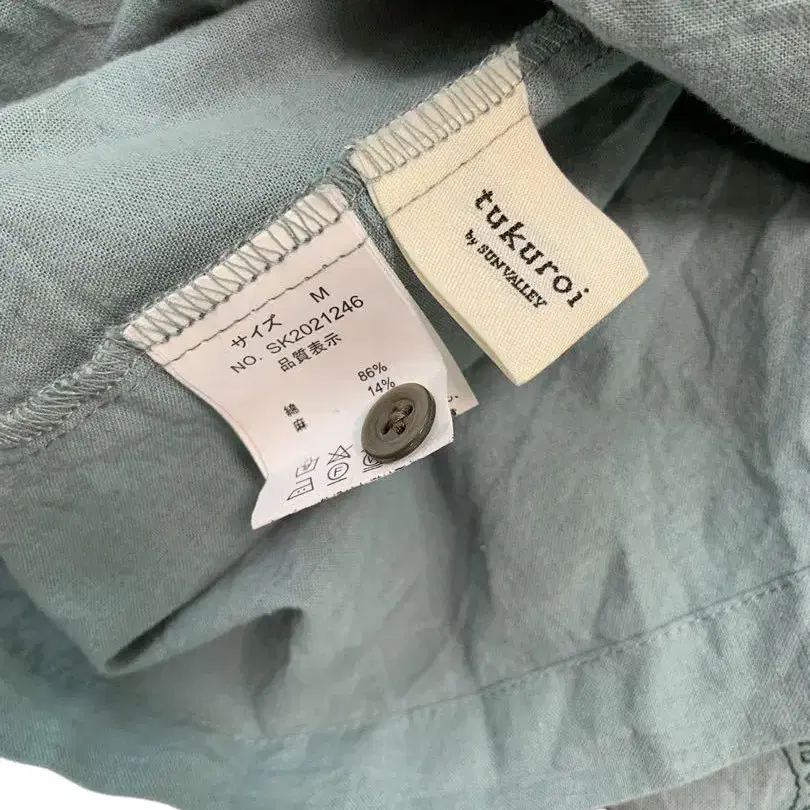 サイズ M
NO. SK2021246
品質表示
綿 86%
麻 14%
tukuroi
by SUNVALLEY